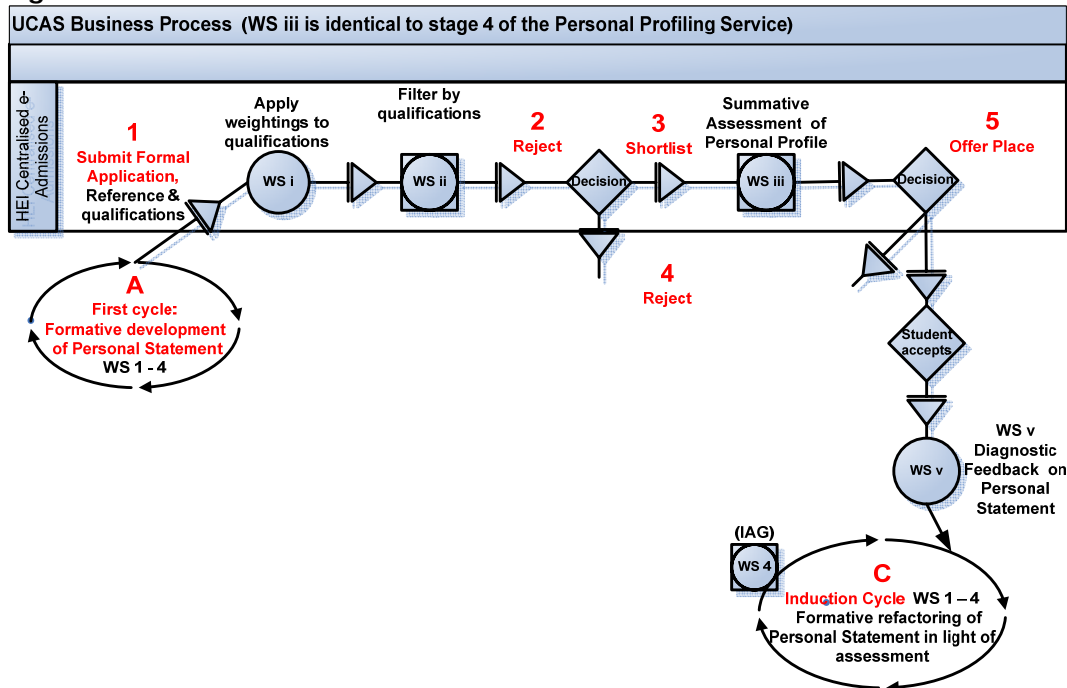 UCAS Business Process (WS iii is identical to stage 4 of the Personal Profiling Service)
HEI Centralised e-
Admissions
1
Submit Formal
Application,
Reference &
qualifications
Apply
weightings to
qualifications
WS i
Filter by
qualifications
WS ii
2
Reject
Decision
3
Shortlist
Summative
Assessment of
Personal Profile
WS iii
5
Offer Place
Decision
4
Reject
A
First cycle:
Formative development
of Personal Statement
WS 1 - 4
Student
accepts
WS v
WS v
Diagnostic
Feedback on
Personal
Statement
(IAG)
WS 4
C
Induction Cycle WS 1 – 4
Formative refactoring of
Personal Statement in light of
assessment